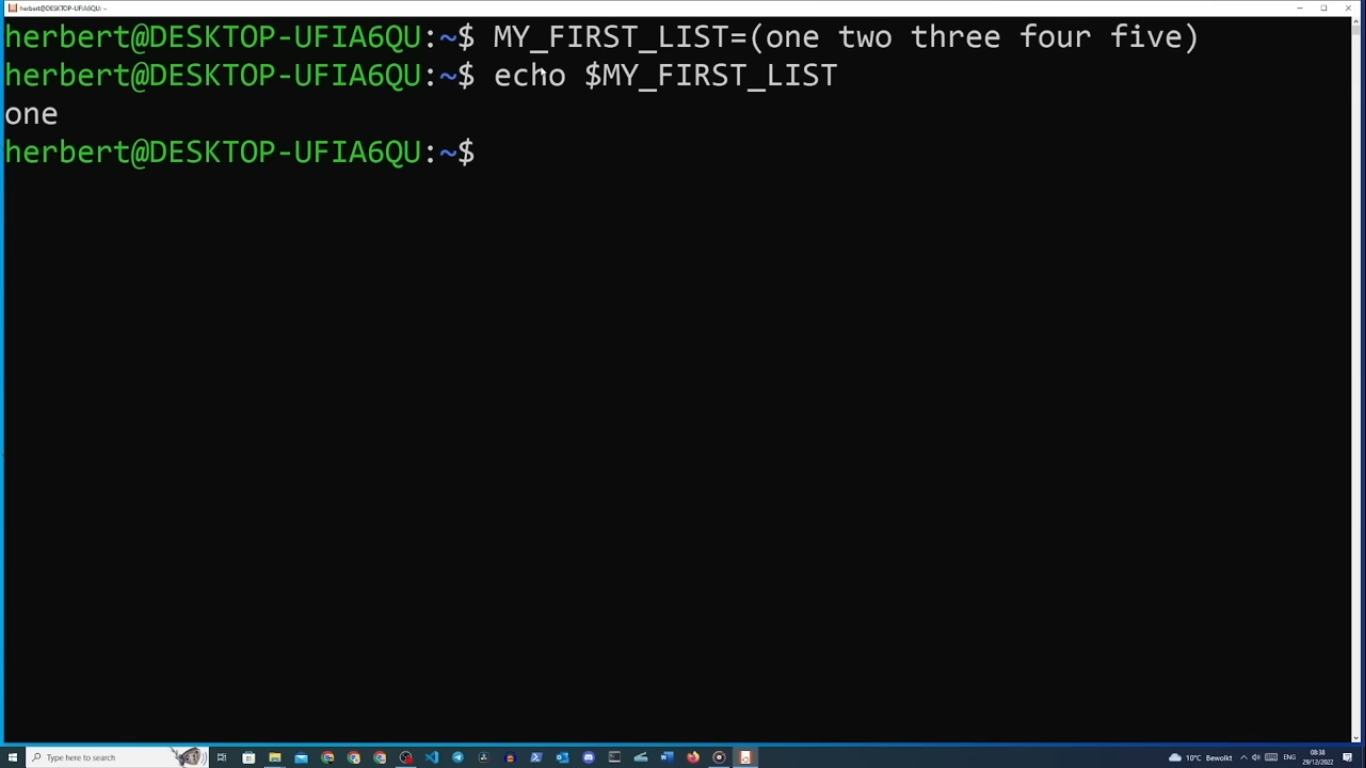 herbert@DESKTOP-UFIA6QU: ~
herbert@DESKTOP-UFIA6QU:~$ MY_FIRST_LIST=(one two three four five)
herbert@DESKTOP-UFIA6QU:~$ echo $MY_FIRST_LIST
one
herbert@DESKTOP-UFIA6QU:~$
Type here to search
10°C Bewolkt
ENG
08:38
29/12/2022